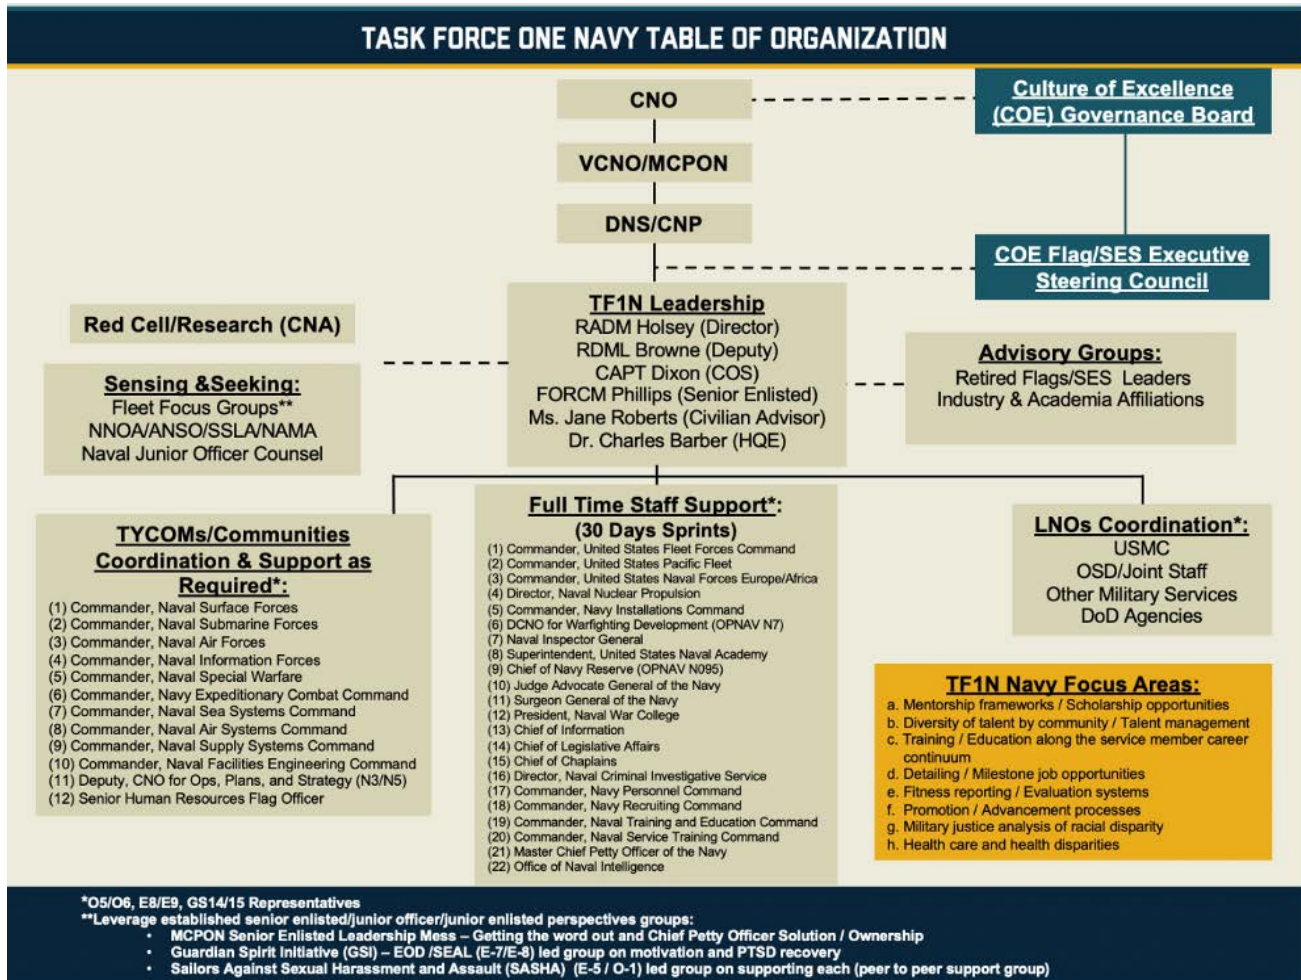 TASK FORCE ONE NAVY TABLE OF ORGANIZATION
CNO
Culture of Excellence
(COE) Governance Board
VCNO/MCPON
DNS/CNP
COE Flag/SES Executive
Steering Council
TF1N Leadership
RADM Holsey (Director)
RDML Browne (Deputy)
CAPT Dixon (COS)
FORCM Phillips (Senior Enlisted)
Ms. Jane Roberts (Civilian Advisor)
Dr. Charles Barber (HQE)
Red Cell/Research (CNA)
Sensing &Seeking:
Fleet Focus Groups**
NNOA/ANSO/SSLA/NAMA
Naval Junior Officer Counsel
Advisory Groups:
Retired Flags/SES Leaders
Industry & Academia Affiliations
TYCOMs/Communities
Coordination & Support as
Required*:
(1) Commander, Naval Surface Forces
(2) Commander, Naval Submarine Forces
(3) Commander, Naval Air Forces
(4) Commander, Naval Information Forces
(5) Commander, Naval Special Warfare
(6) Commander, Navy Expeditionary Combat Command
(7) Commander, Naval Sea Systems Command
(8) Commander, Naval Air Systems Command
(9) Commander, Naval Supply Systems Command
(10) Commander, Naval Facilities Engineering Command
(11) Deputy, CNO for Ops, Plans, and Strategy (N3/N5)
(12) Senior Human Resources Flag Officer
Full Time Staff Support*:
(30 Days Sprints)
(1) Commander, United States Fleet Forces Command
(2) Commander, United States Pacific Fleet
(3) Commander, United States Naval Forces Europe/Africa
(4) Director, Naval Nuclear Propulsion
(5) Commander, Navy Installations Command
(6) DCNO for Warfighting Development (OPNAV N7)
(7) Naval Inspector General
(8) Superintendent, United States Naval Academy
(9) Chief of Navy Reserve (OPNAV N095)
(10) Judge Advocate General of the Navy
(11) Surgeon General of the Navy
(12) President, Naval War College
(13) Chief of Information
(14) Chief of Legislative Affairs
(15) Chief of Chaplains
(16) Director, Naval Criminal Investigative Service
(17) Commander, Navy Personnel Command
(18) Commander, Navy Recruiting Command
(19) Commander, Naval Training and Education Command
(20) Commander, Naval Service Training Command
(21) Master Chief Petty Officer of the Navy
(22) Office of Naval Intelligence
LNOs Coordination*:
USMC
OSD/Joint Staff
Other Military Services
DoD Agencies
TF1N Navy Focus Areas:
a. Mentorship frameworks / Scholarship opportunities
b. Diversity of talent by community / Talent management
c. Training / Education along the service member career
continuum
d. Detailing / Milestone job opportunities
e. Fitness reporting / Evaluation systems
f. Promotion / Advancement processes
g. Military justice analysis of racial disparity
h. Health care and health disparities
*O5/O6, E8/E9, GS14/15 Representatives
**Leverage established senior enlisted/junior officer/junior enlisted perspectives groups:
• MCPON Senior Enlisted Leadership Mess – Getting the word out and Chief Petty Officer Solution / Ownership
• Guardian Spirit Initiative (GSI) – EOD /SEAL (E-7/E-8) led group on motivation and PTSD recovery
• Sailors Against Sexual Harassment and Assault (SASHA) (E-5 / O-1) led group on supporting each (peer to peer support group)